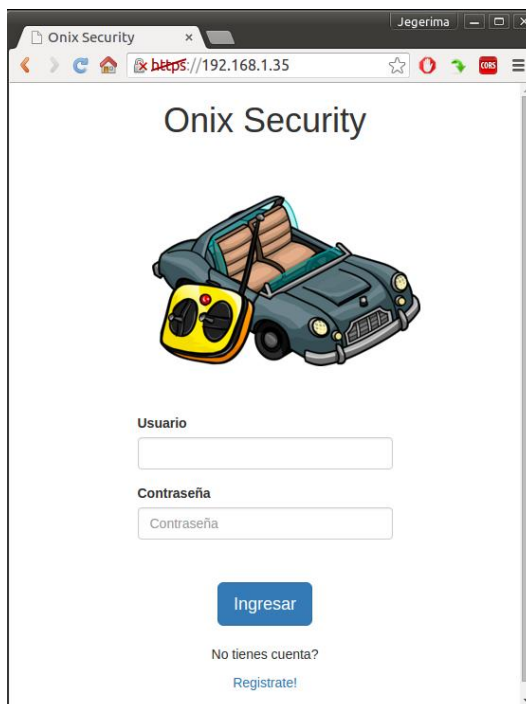 Jegerima
Onix Security
https://192.168.1.35
CORS
Onix Security
Usuario
Contraseña
Contraseña
Ingresar
No tienes cuenta?
Registrate!